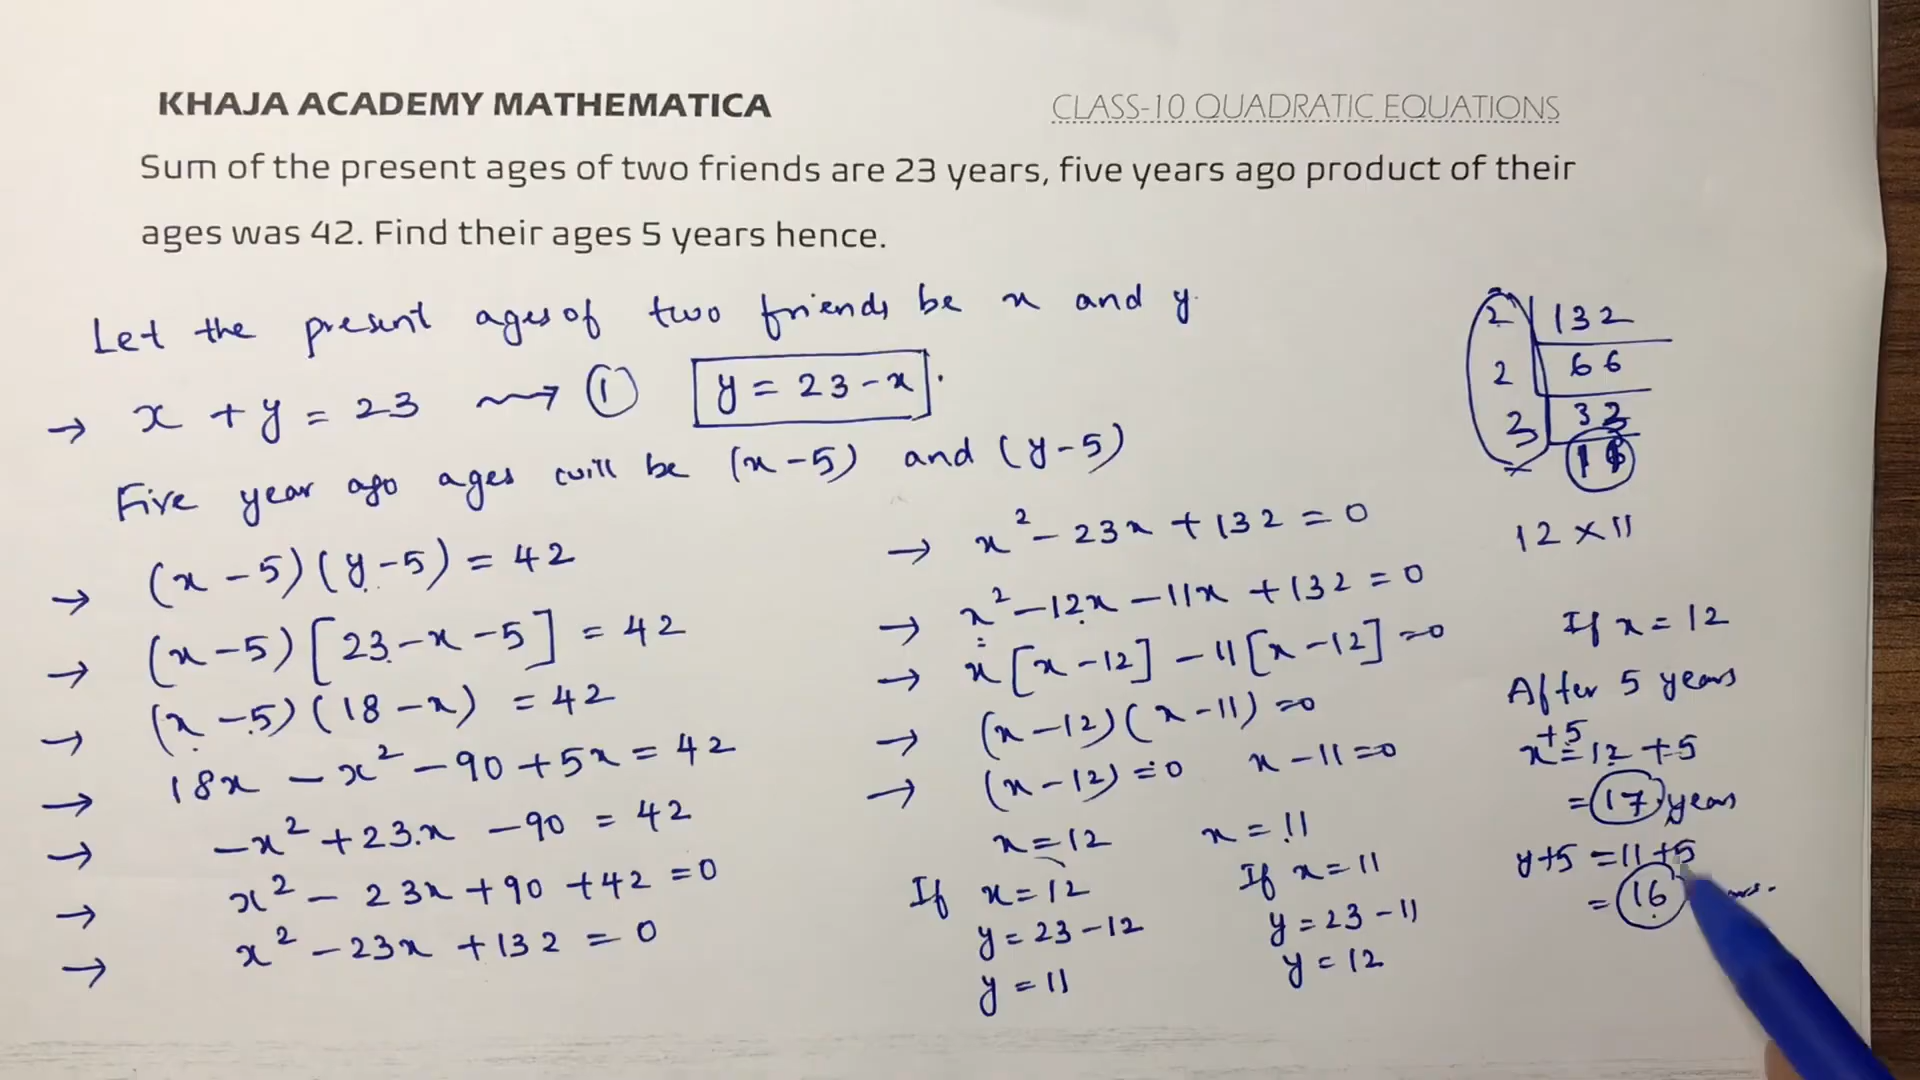 KHAJA ACADEMY MATHEMATICA
CLASS-10 QUADRATIC EQUATIONS
Sum of the present ages of two friends are 23 years, five years ago product of their
ages was 42. Find their ages 5 years hence.
Let the present ages of two friends be x and y.
→ x + y = 23 ⟿ ① y = 23 - x .
Five year ago ages will be (x - 5) and (y - 5)
→ (x - 5)(y - 5) = 42
→ (x - 5)[23 - x - 5] = 42
→ (x - 5)(18 - x) = 42
→ 18x - x² - 90 + 5x = 42
→ -x² + 23x - 90 = 42
→ x² - 23x + 90 + 42 = 0
→ x² - 23x + 132 = 0
→ x² - 23x + 132 = 0
→ x² - 12x - 11x + 132 = 0
→ x[x - 12] - 11[x - 12] = 0
→ (x - 12)(x - 11) = 0
→ (x - 12) = 0 x - 11 = 0
x = 12 x = 11
If x = 12
y = 23 - 12
y = 11
If x = 11
y = 23 - 11
y = 12
2 | 132
2 | 66
3 | 33
11
12 × 11
If x = 12
After 5 years
x + 5 = 12 + 5
= 17 years
y + 5 = 11 + 5
= 16